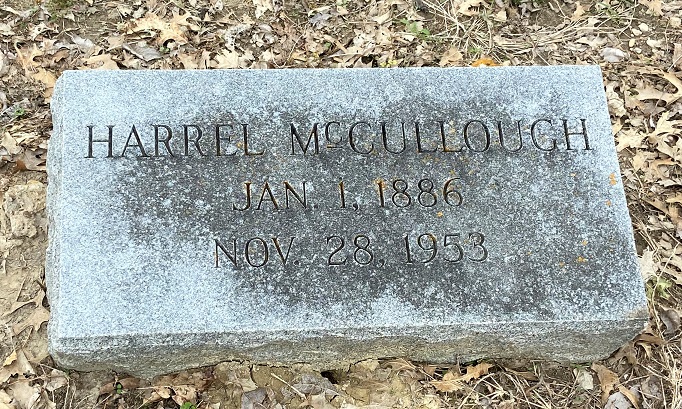 HARREL McCULLOUGH
JAN. 1, 1886
NOV. 28, 1953